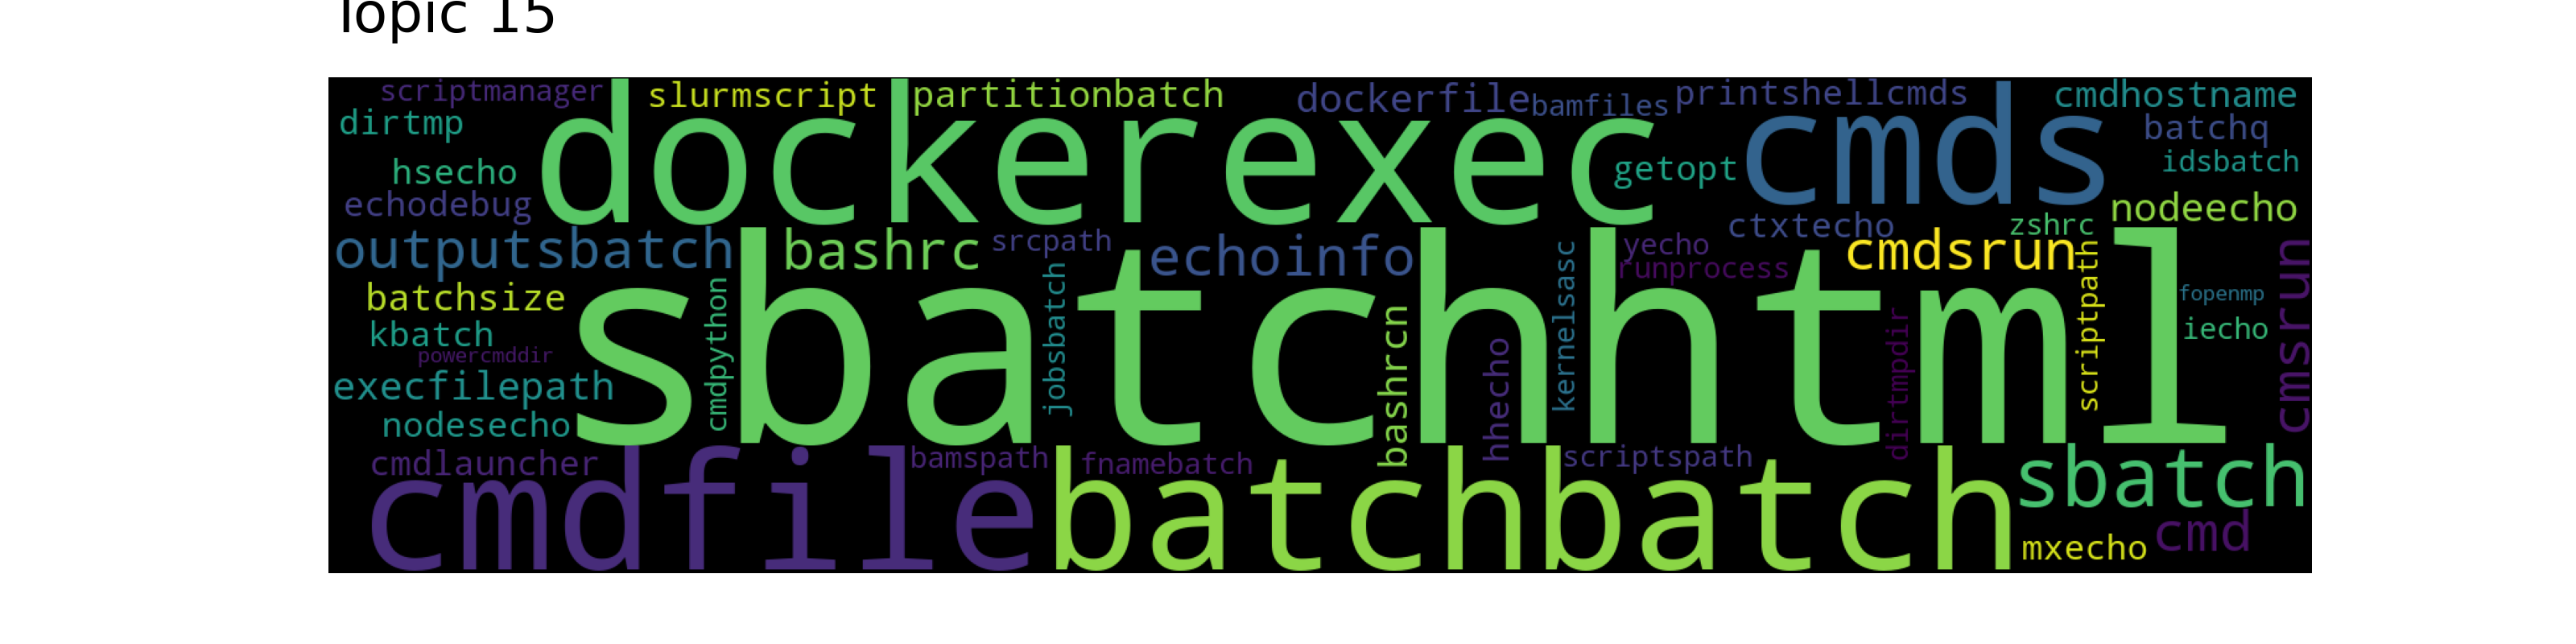 Topic 15
scriptmanager slurmscript partitionbatch dockerfile bamfiles printshellcmds cmdhostname
dirtmp dockerexec cmds batchq
hsecho getopt idsbatch
echodebug ctxtecho zshrc nodeecho
outputsbatch bashrc srcpath echoinfo yecho cmdsrun
runprocess
batchsize sbatchhtml fopenmp
kbatch iecho
powercmddir
execfilepath
nodesecho
cmdpython
jobsbatch
bashrcn
hhecho
kernelsasc
dirtmpdir
scriptpath
cmsrun
cmdlauncher bamspath fnamebatch scriptspath
cmdfile batchbatch sbatch
mxecho cmd